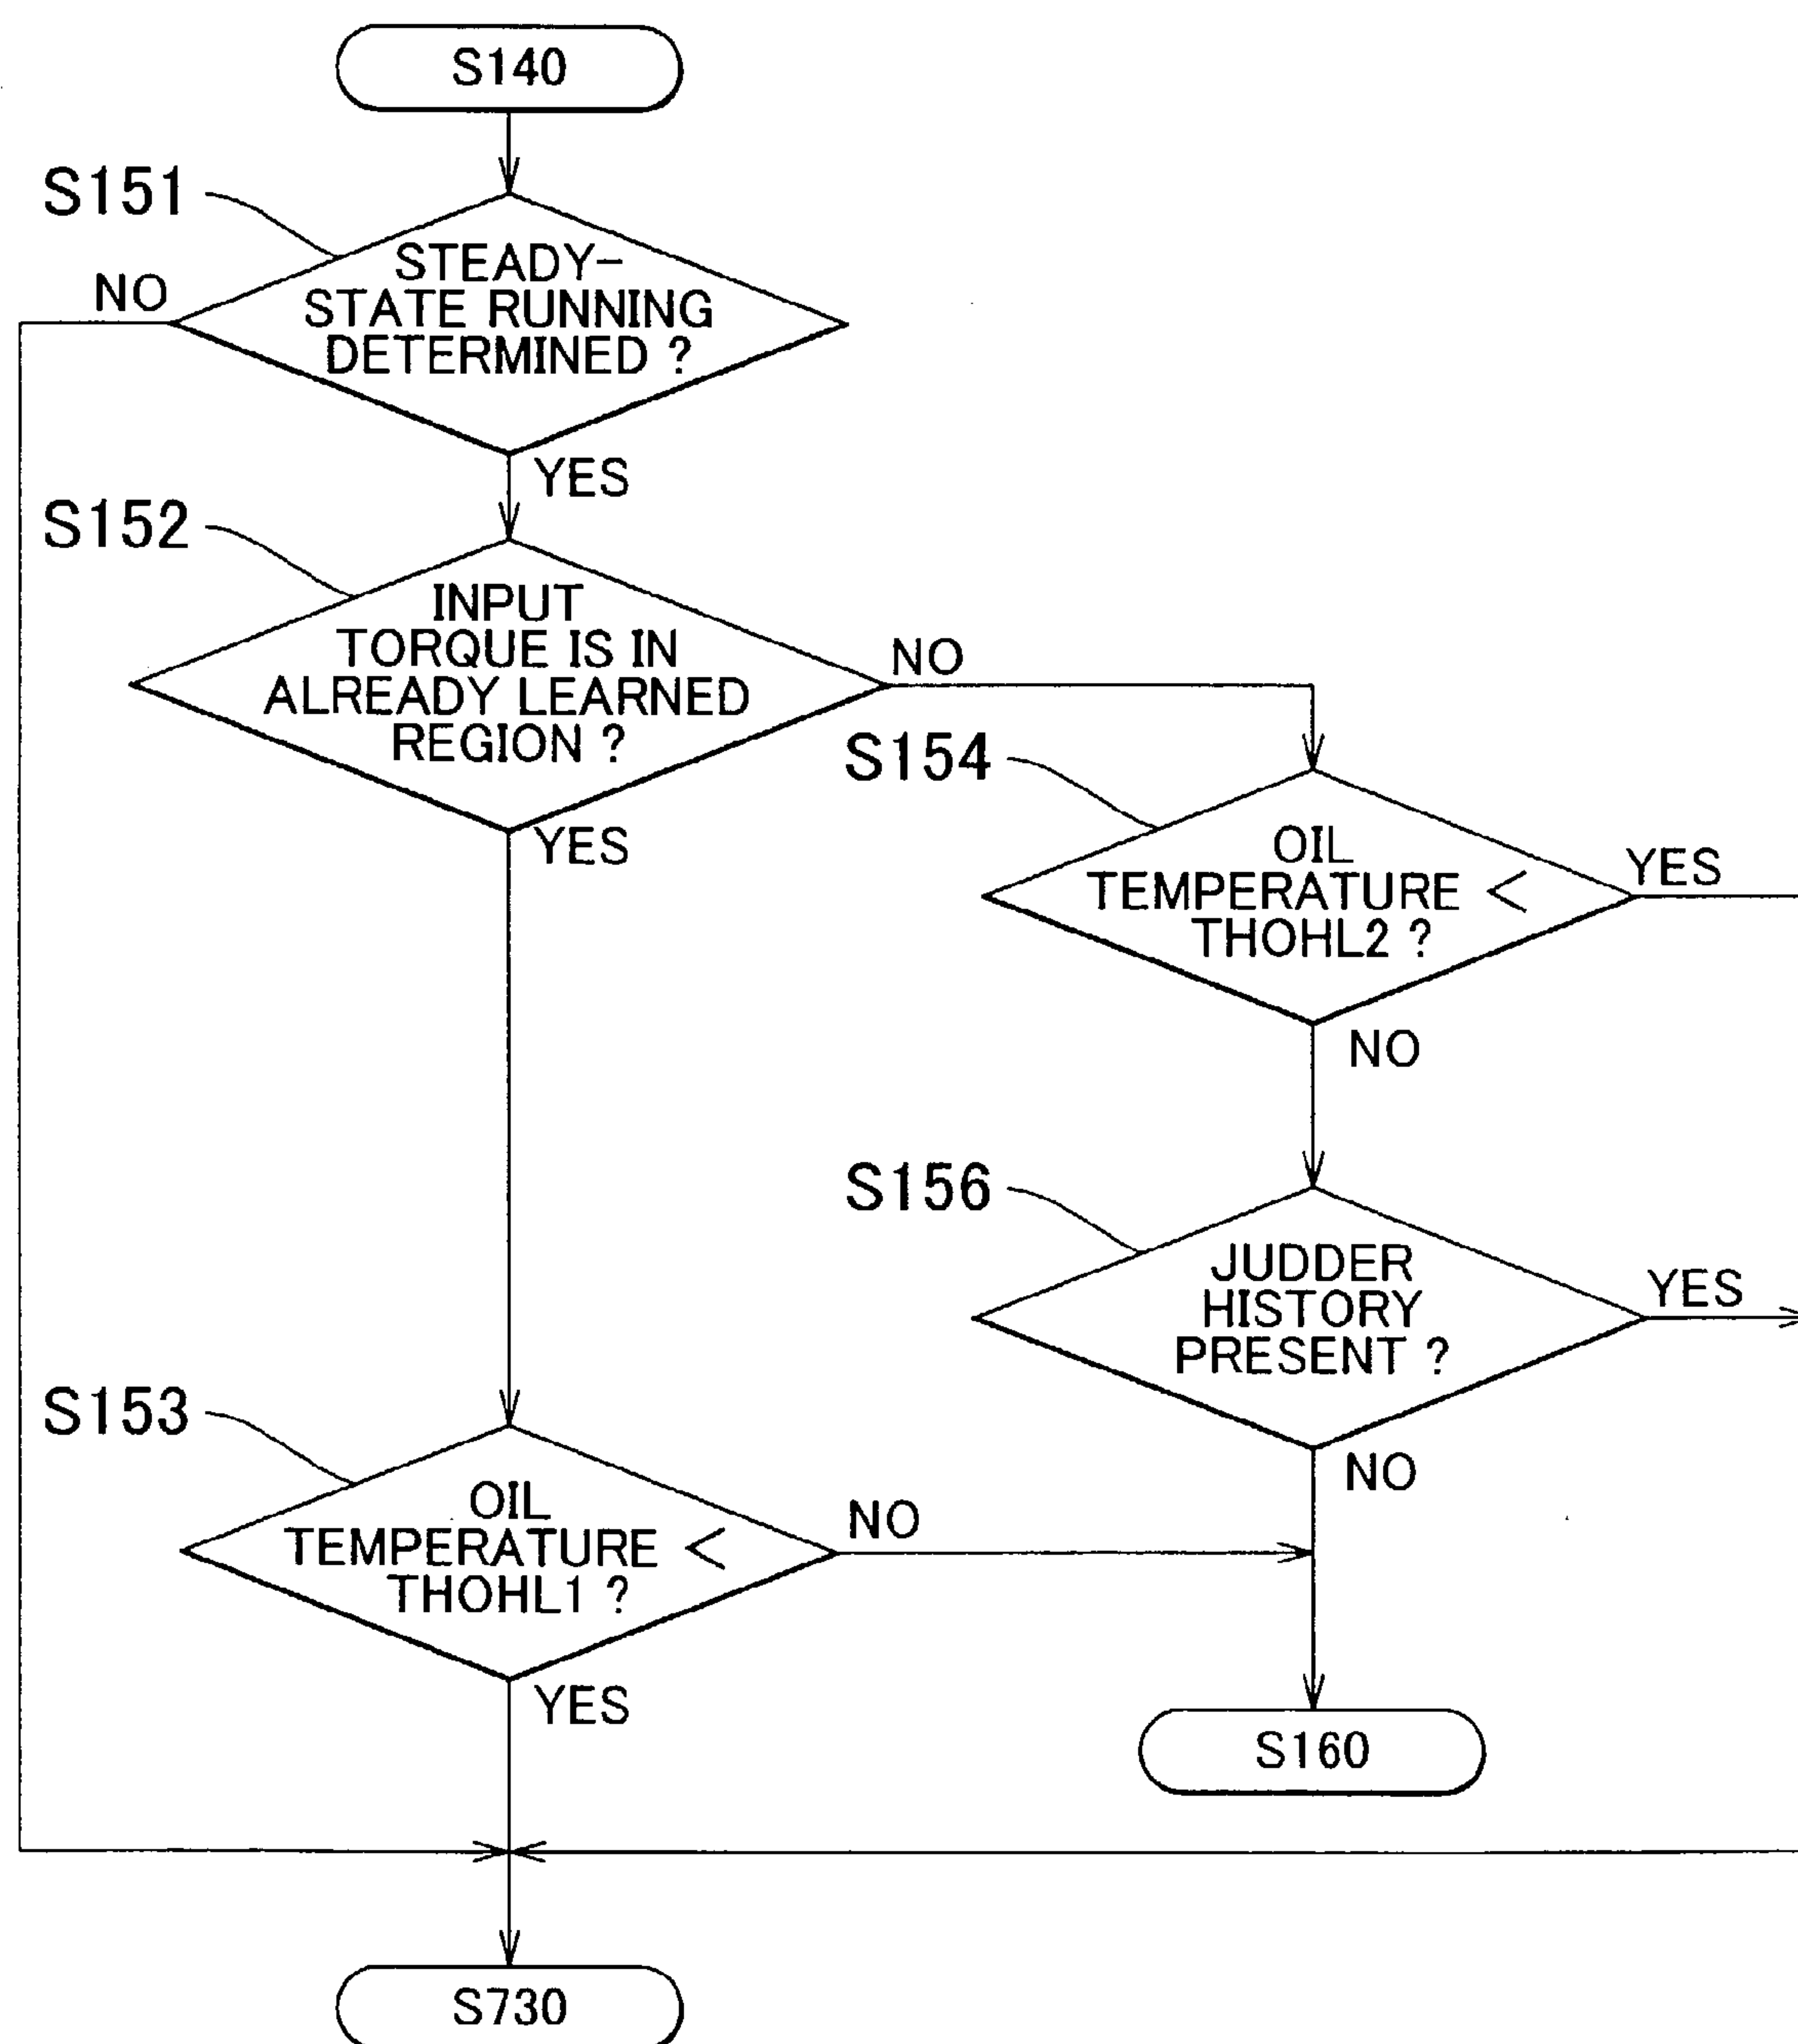 S140
S151
NO
STEADY-
STATE RUNNING
DETERMINED ?
YES
S152
INPUT
TORQUE IS IN
ALREADY LEARNED
REGION ?
NO
YES
S154
OIL
TEMPERATURE <
THOHL2 ?
YES
NO
S156
JUDDER
HISTORY
PRESENT ?
YES
NO
S153
OIL
TEMPERATURE <
THOHL1 ?
NO
YES
S160
S730